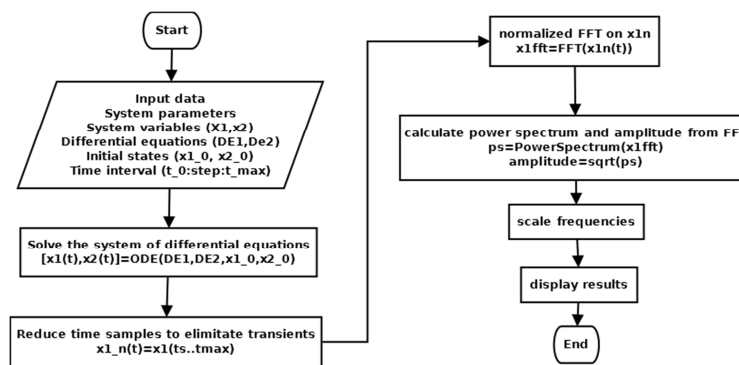 Start
Input data
System parameters
System variables (X1,x2)
Differential equations (DE1,De2)
Initial states (x1_0, x2_0)
Time interval (t_0:step:t_max)
Solve the system of differential equations
[x1(t),x2(t)]=ODE(DE1,DE2,x1_0,x2_0)
Reduce time samples to elimitate transients
x1_n(t)=x1(ts..tmax)
normalized FFT on x1n
x1fft=FFT(x1n(t))
calculate power spectrum and amplitude from FF
ps=PowerSpectrum(x1fft)
amplitude=sqrt(ps)
scale frequencies
display results
End